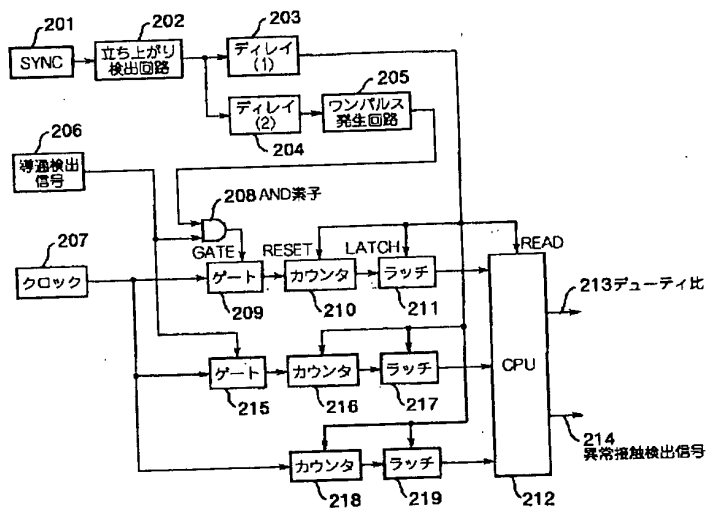 201
SYNC
202
立ち上がり
検出回路
203
ディレイ
(1)
ディレイ
(2)
204
205
ワンパルス
発生回路
206
導通検出
信号
207
クロック
208 AND素子
GATE
ゲート
209
RESET
カウンタ
210
LATCH
ラッチ
211
READ
CPU
212
213デューティ比
214
異常接触検出信号
ゲート
215
カウンタ
216
ラッチ
217
カウンタ
218
ラッチ
219